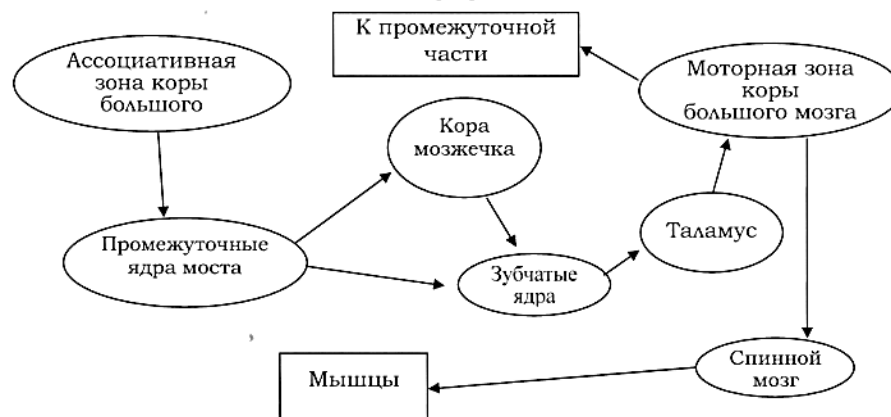 К промежуточной
части
Ассоциативная
зона коры
большого
Моторная зона
коры
большого мозга
Кора
мозжечка
Таламус
Промежуточные
ядра моста
Зубчатые
ядра
Спинной
мозг
Мышцы